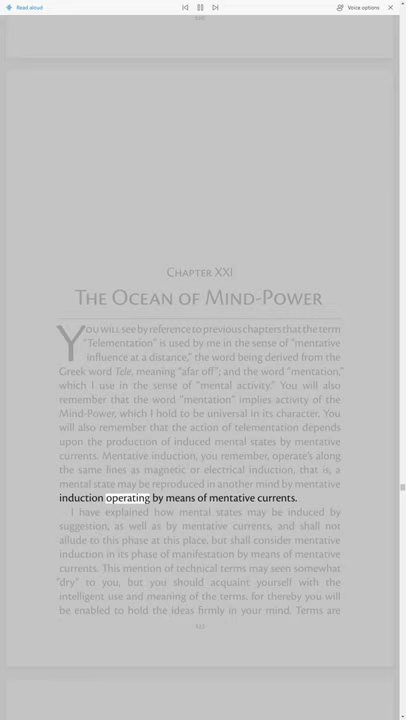 Read aloud
Voice options
CHAPTER XXI
THE OCEAN OF MIND-POWER
YOU WILL see by reference to previous chapters that the term
"Telementation" is used by me in the sense of "mentative
influence at a distance," the word being derived from the
Greek word Tele, meaning "afar off"; and the word "mentation,"
which I use in the sense of "mental activity." You will also
remember that the word "mentation" implies activity of the
Mind-Power, which I hold to be universal in its character. You
will also remember that the action of telementation depends
upon the production of induced mental states by mentative
currents. Mentative induction, you remember, operate's along
the same lines as magnetic or electrical induction, that is, a
mental state may be reproduced in another mind by mentative
induction operating by means of mentative currents.
I have explained how mental states may be induced by
suggestion, as well as by mentative currents, and shall not
allude to this phase at this place, but shall consider mentative
induction in its phase of manifestation by means of mentative
currents. This mention of technical terms may seem somewhat
"dry" to you, but you should acquaint yourself with the
intelligent use and meaning of the terms, for thereby you will
be enabled to hold the ideas firmly in your mind. Terms are